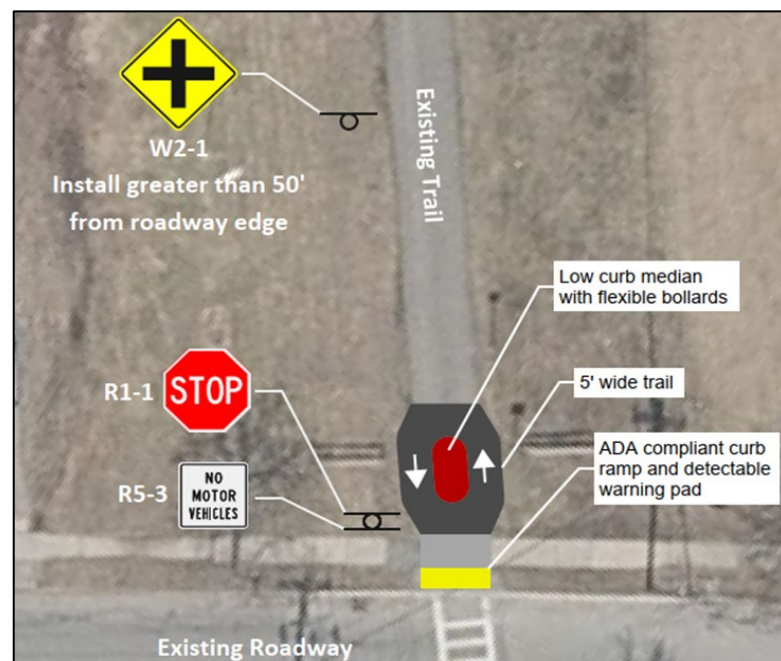 W2-1
Install greater than 50'
from roadway edge
Existing Trail
Low curb median
with flexible bollards
R1-1
STOP
5' wide trail
ADA compliant curb
ramp and detectable
warning pad
R5-3
NO
MOTOR
VEHICLES
Existing Roadway